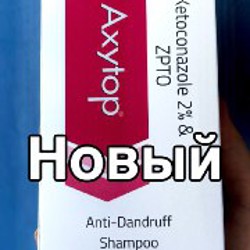 Axytop®
Ketoconazole 2% &
ZPTO
Новый
Anti-Dandruff
Shampoo